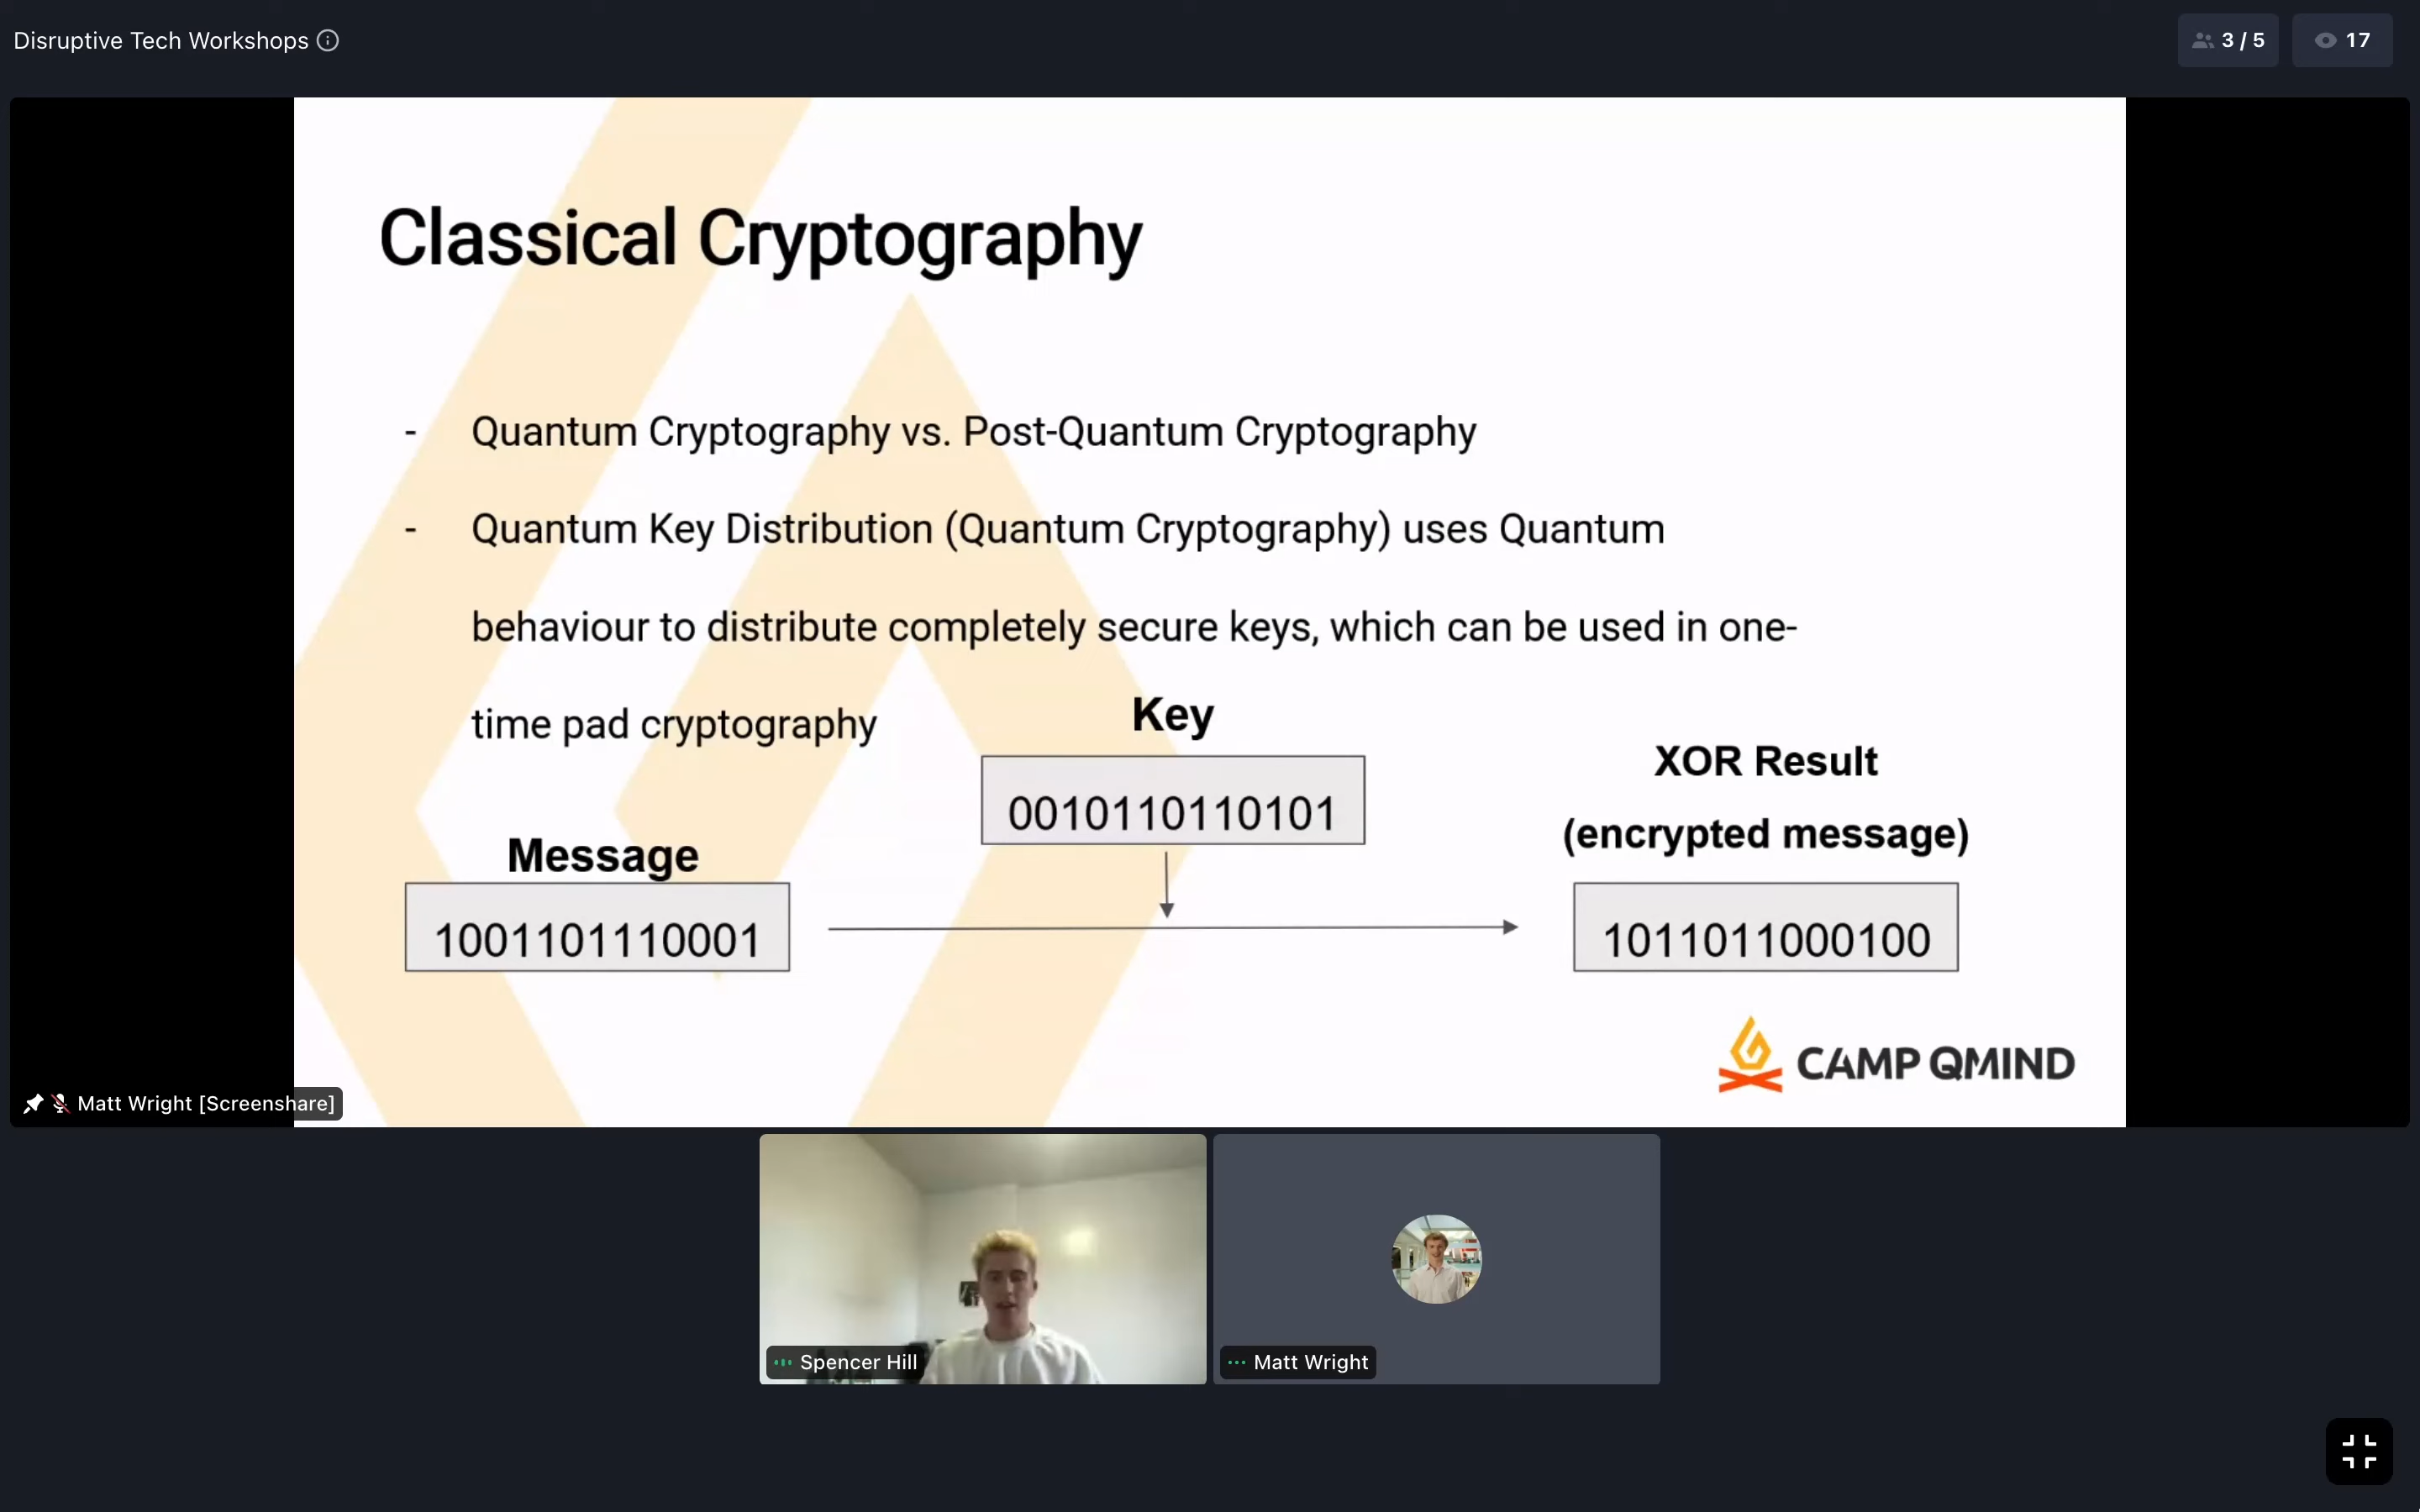 Disruptive Tech Workshops
3 / 5
17
Classical Cryptography
- Quantum Cryptography vs. Post-Quantum Cryptography
- Quantum Key Distribution (Quantum Cryptography) uses Quantum
behaviour to distribute completely secure keys, which can be used in one-
time pad cryptography
Key
0010110110101
XOR Result
(encrypted message)
Message
1001101110001
1011011000100
CAMP QMIND
Matt Wright [Screenshare]
Spencer Hill
Matt Wright